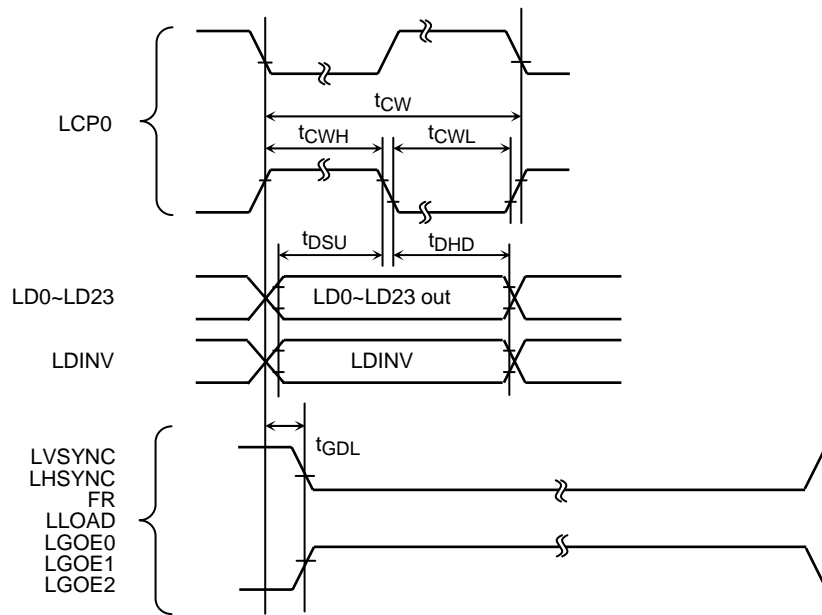 LCP0
tCW
tCWH
tCWL
tDSU
tDHD
LD0~LD23
LD0~LD23 out
LDINV
LDINV
tGDL
LVSYNC
LHSYNC
FR
LLOAD
LGOE0
LGOE1
LGOE2